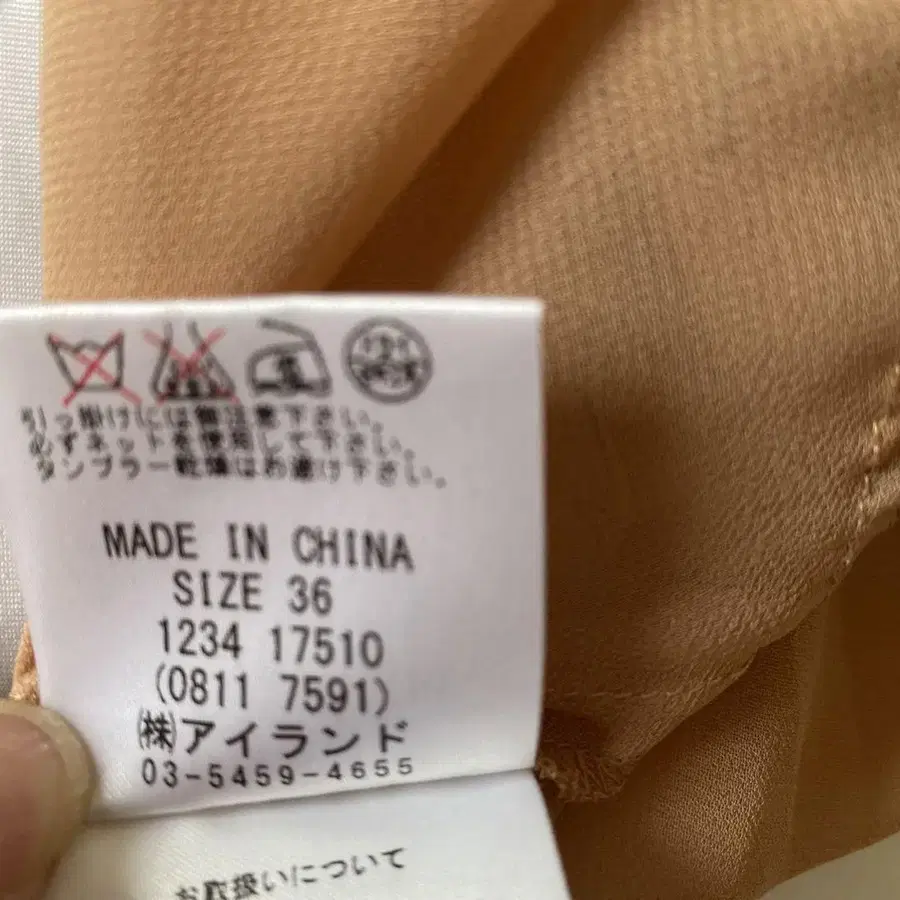 引っ掛けには御注意下さい。
必ずネットを使用して下さい。
タンブラー乾燥はお避け下さい。
MADE IN CHINA
SIZE 36
1234 17510
(0811 7591)
㈱アイランド
03-5459-4655
お取扱いについて